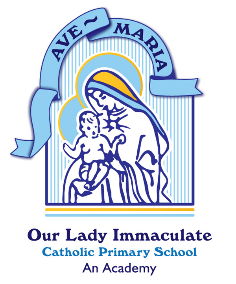 AVE ~ MARIA
Our Lady Immaculate
Catholic Primary School
An Academy